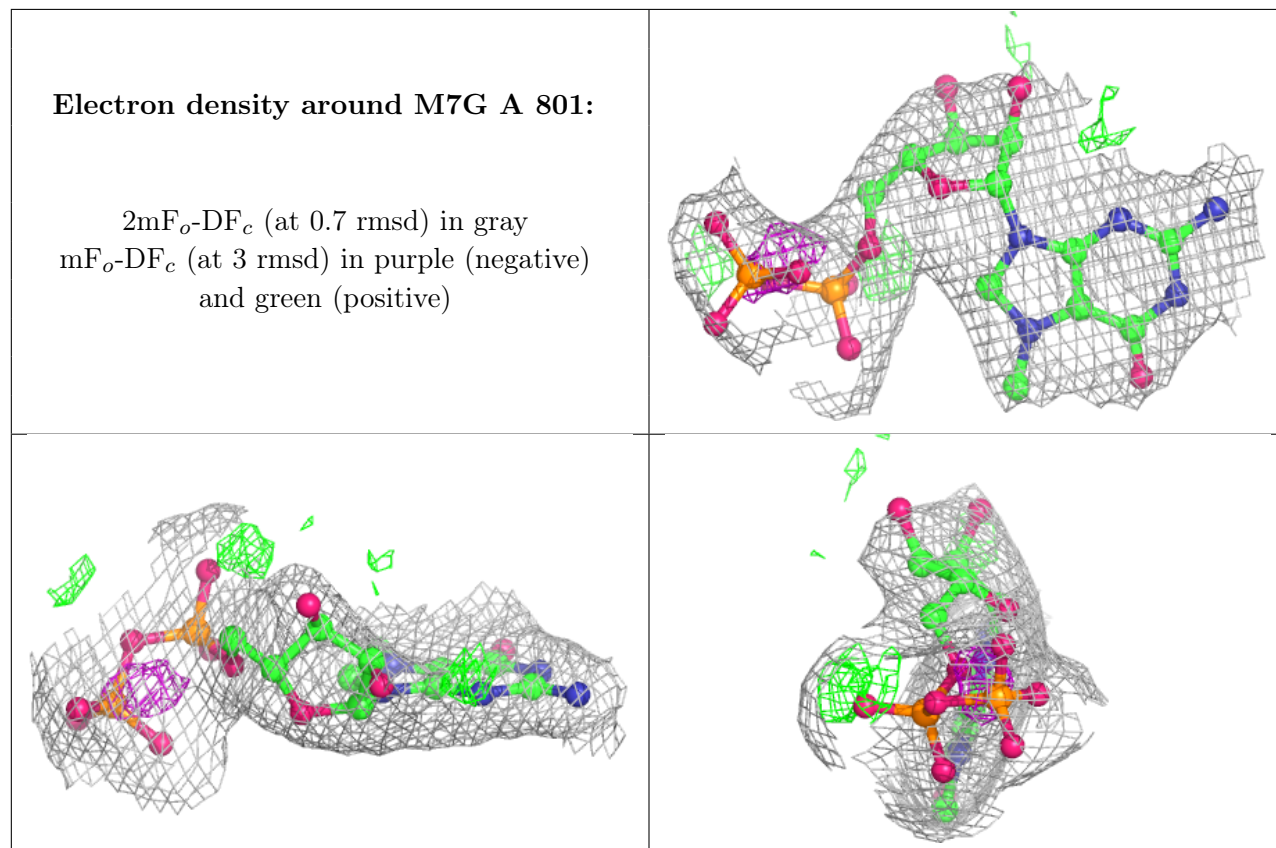 Electron density around M7G A 801:
2mFo-DFc (at 0.7 rmsd) in gray
mFo-DFc (at 3 rmsd) in purple (negative)
and green (positive)